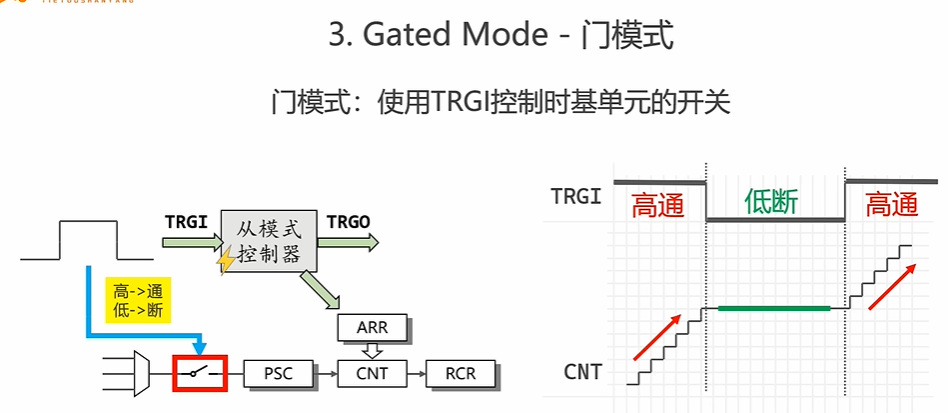 TIETOUSHANYANG
3. Gated Mode - 门模式
门模式：使用TRGI控制时基单元的开关
TRGI
从模式
控制器
TRGO
高->通
低->断
ARR
PSC
CNT
RCR
TRGI
高通
低断
高通
CNT